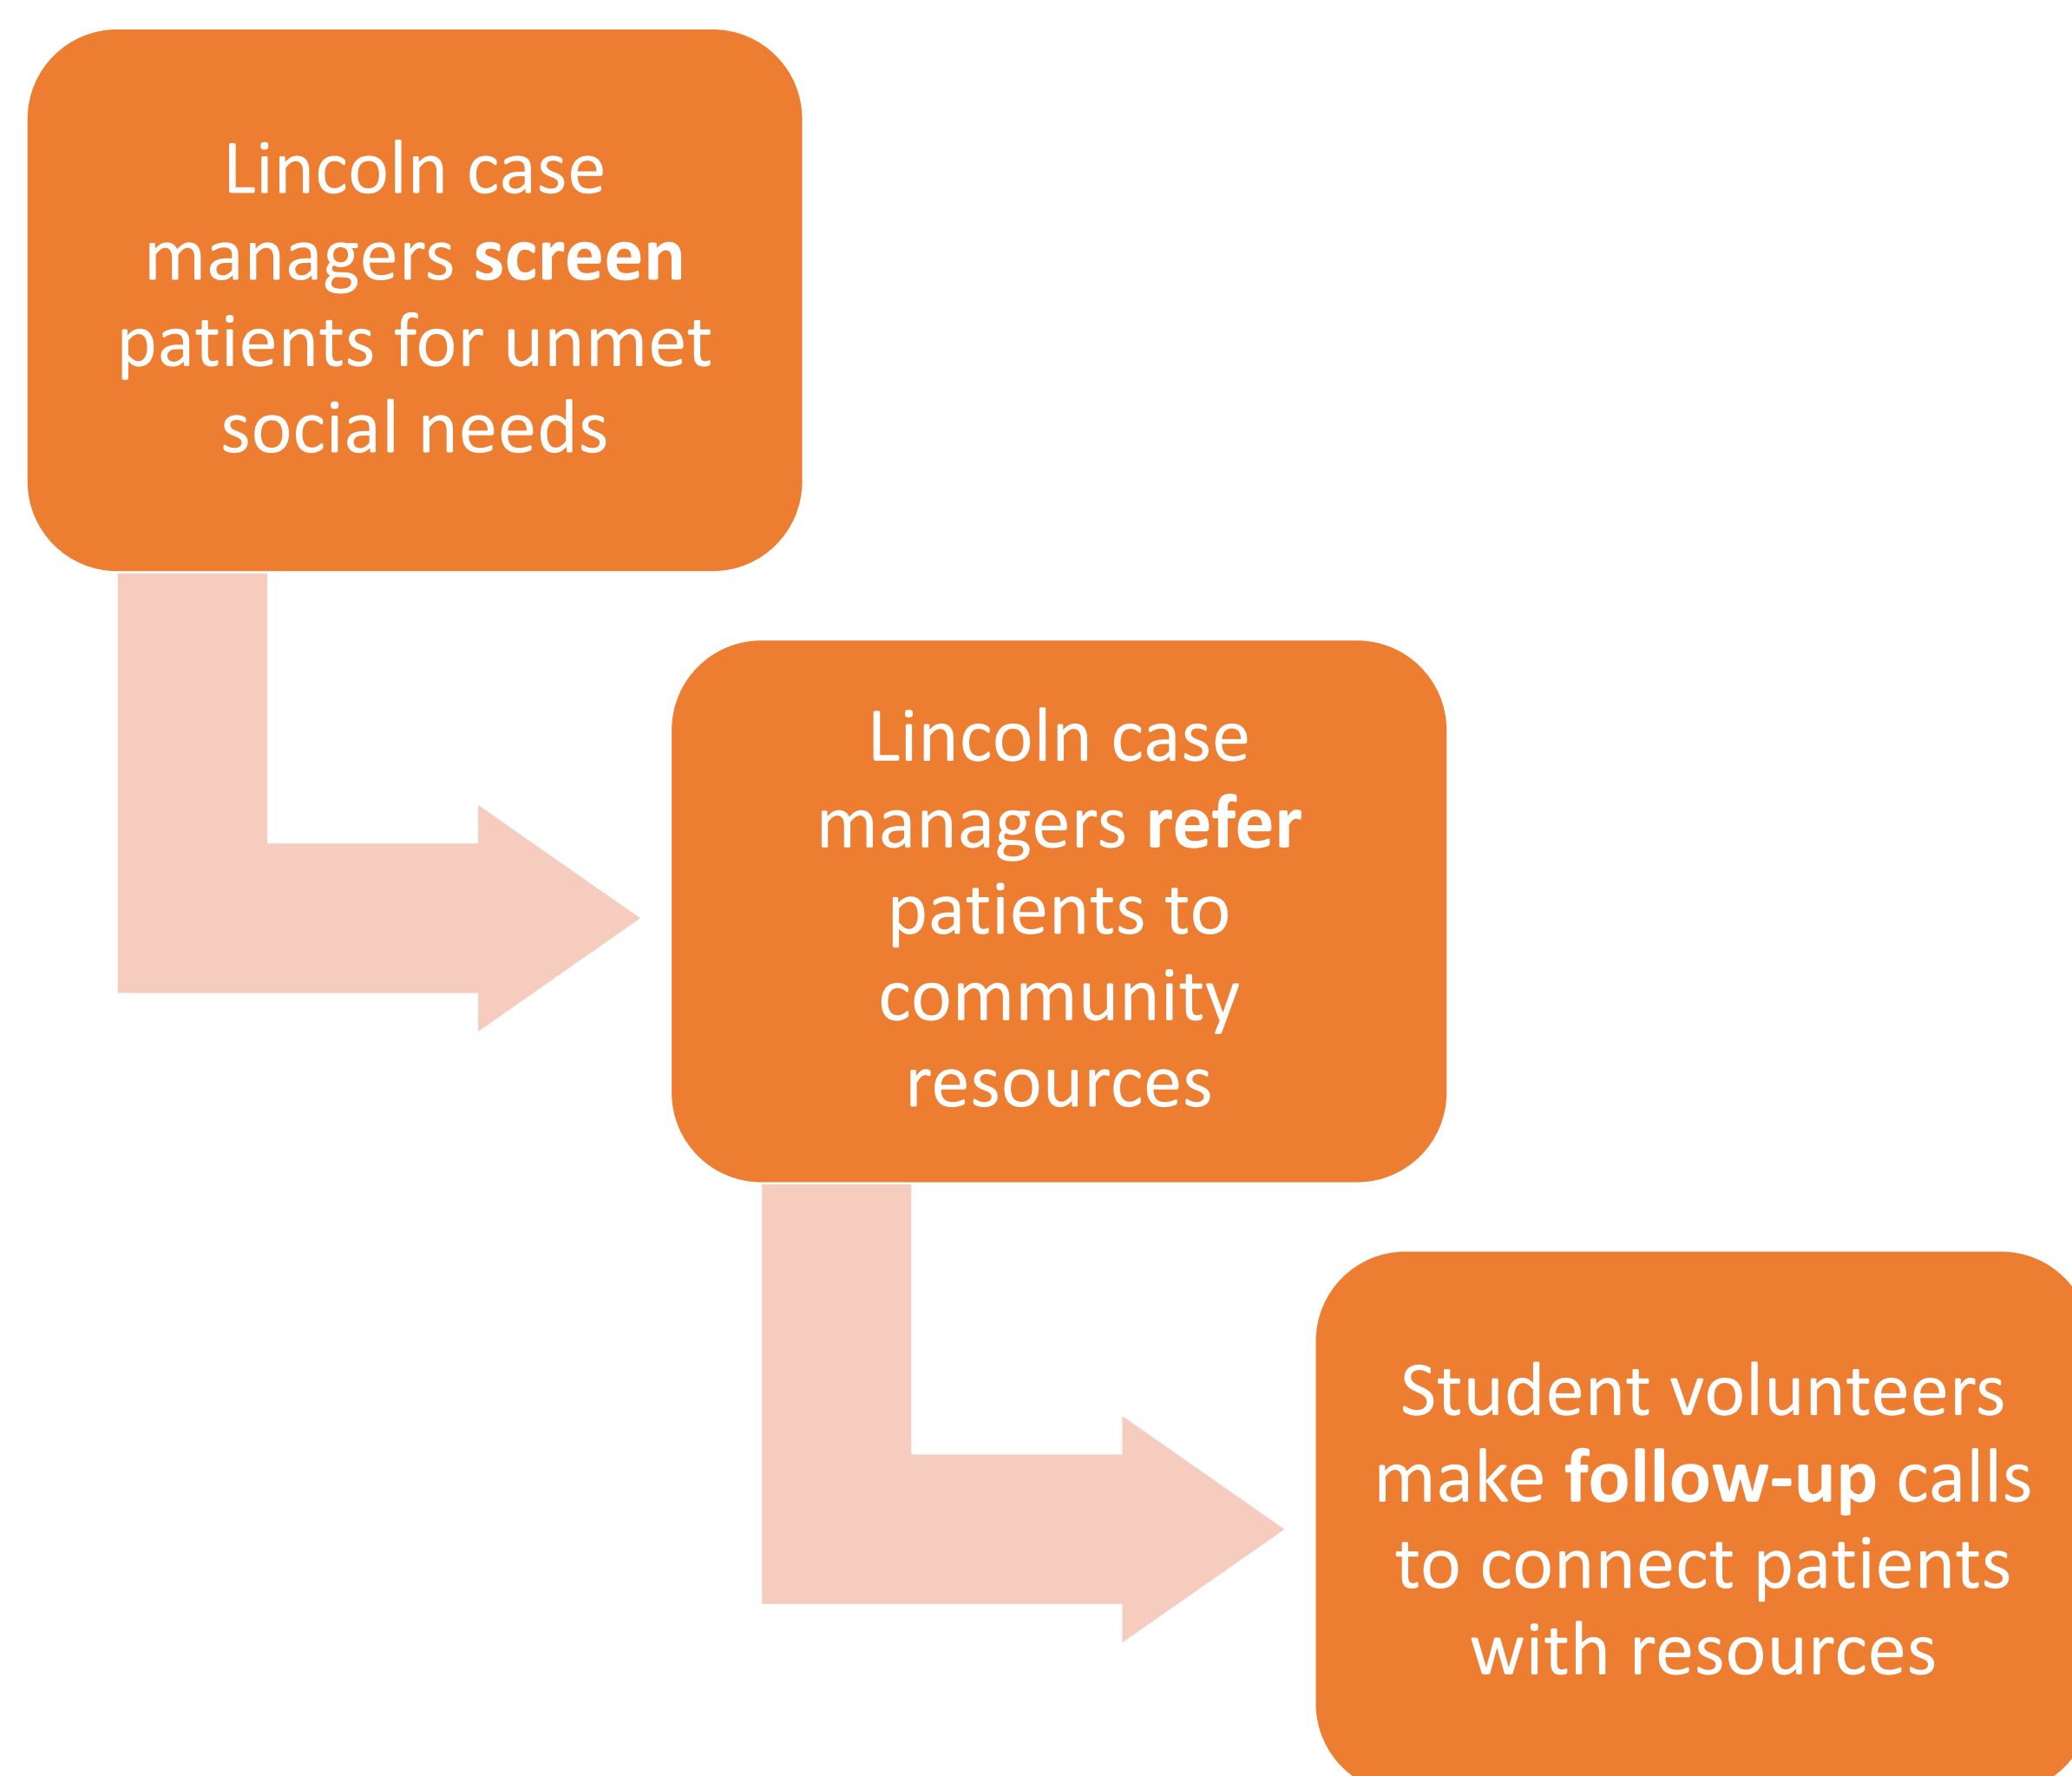 Lincoln case
managers screen
patients for unmet
social needs
Lincoln case
managers refer
patients to
community
resources
Student volunteers
make follow-up calls
to connect patients
with resources